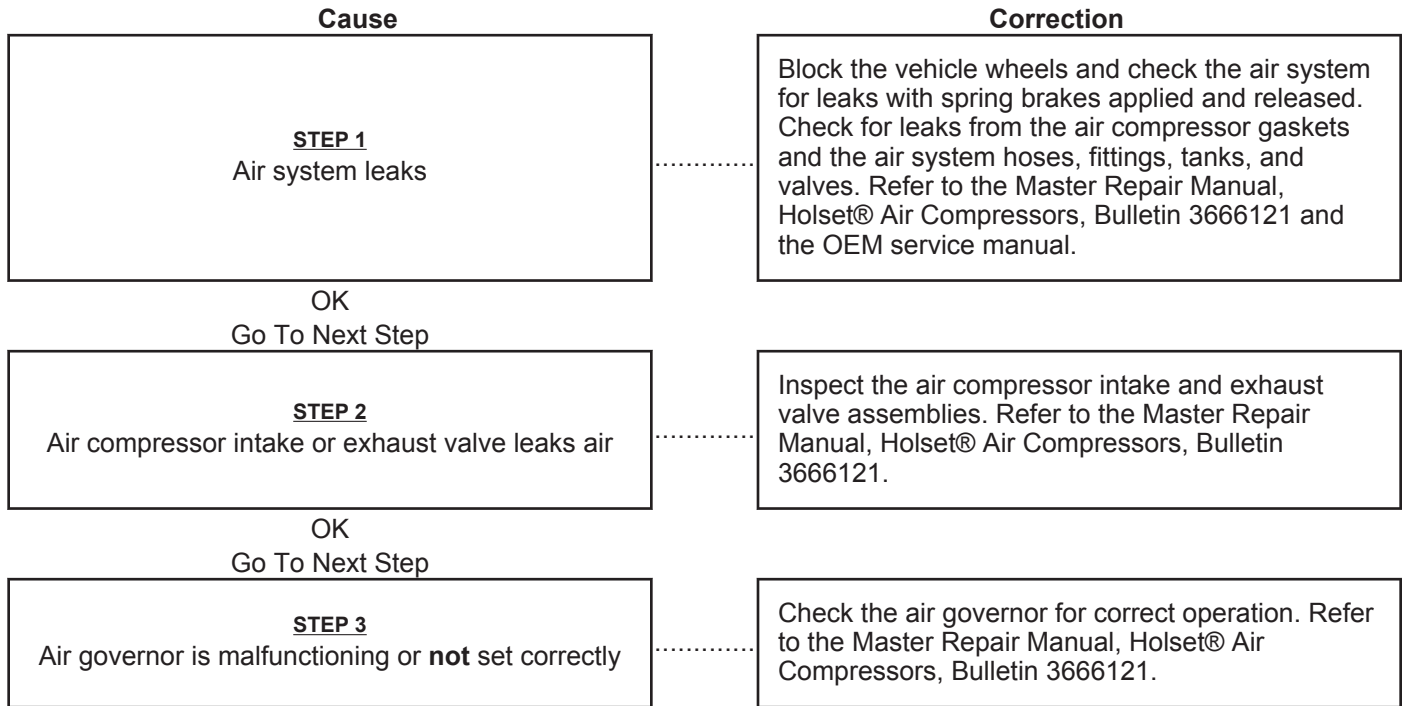 Cause
Correction
STEP 1
Air system leaks
.............
Block the vehicle wheels and check the air system
for leaks with spring brakes applied and released.
Check for leaks from the air compressor gaskets
and the air system hoses, fittings, tanks, and
valves. Refer to the Master Repair Manual,
Holset® Air Compressors, Bulletin 3666121 and
the OEM service manual.
OK
Go To Next Step
STEP 2
Air compressor intake or exhaust valve leaks air
.............
Inspect the air compressor intake and exhaust
valve assemblies. Refer to the Master Repair
Manual, Holset® Air Compressors, Bulletin
3666121.
OK
Go To Next Step
STEP 3
Air governor is malfunctioning or not set correctly
.............
Check the air governor for correct operation. Refer
to the Master Repair Manual, Holset® Air
Compressors, Bulletin 3666121.